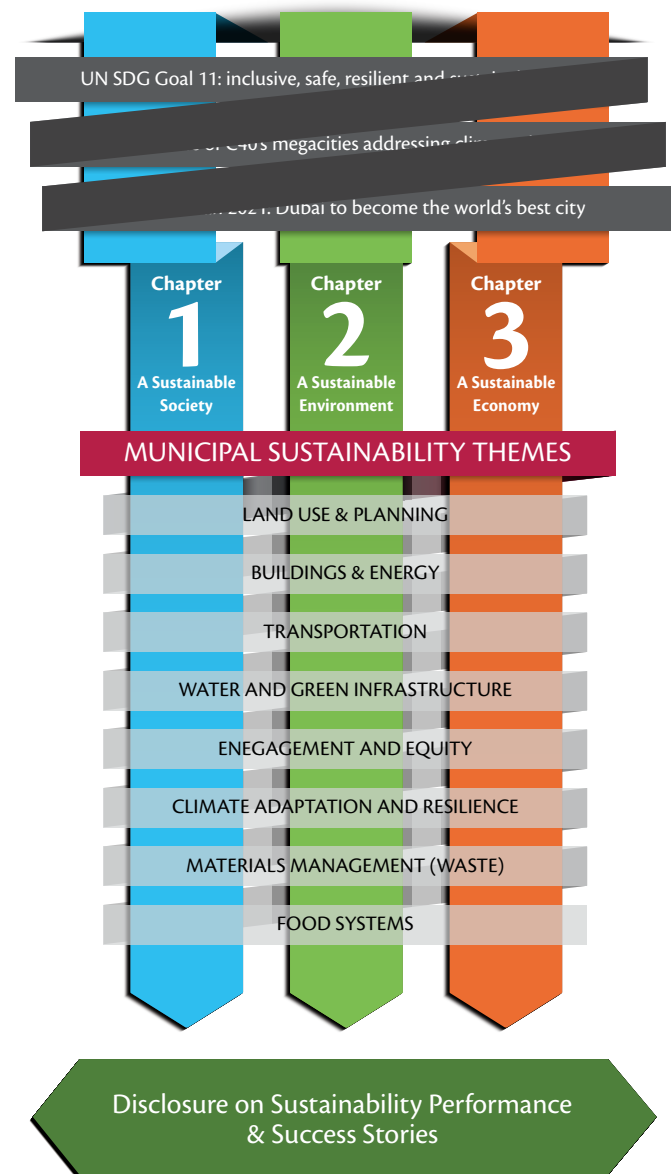 UN SDG Goal 11: inclusive, safe, resilient and
C40's megacities addressing
2021: Dubai to become the world's best city
Chapter
1
A Sustainable
Society
Chapter
2
A Sustainable
Environment
Chapter
3
A Sustainable
Economy
MUNICIPAL SUSTAINABILITY THEMES
LAND USE & PLANNING
BUILDINGS & ENERGY
TRANSPORTATION
WATER AND GREEN INFRASTRUCTURE
ENEGAGEMENT AND EQUITY
CLIMATE ADAPTATION AND RESILIENCE
MATERIALS MANAGEMENT (WASTE)
FOOD SYSTEMS
Disclosure on Sustainability Performance
& Success Stories